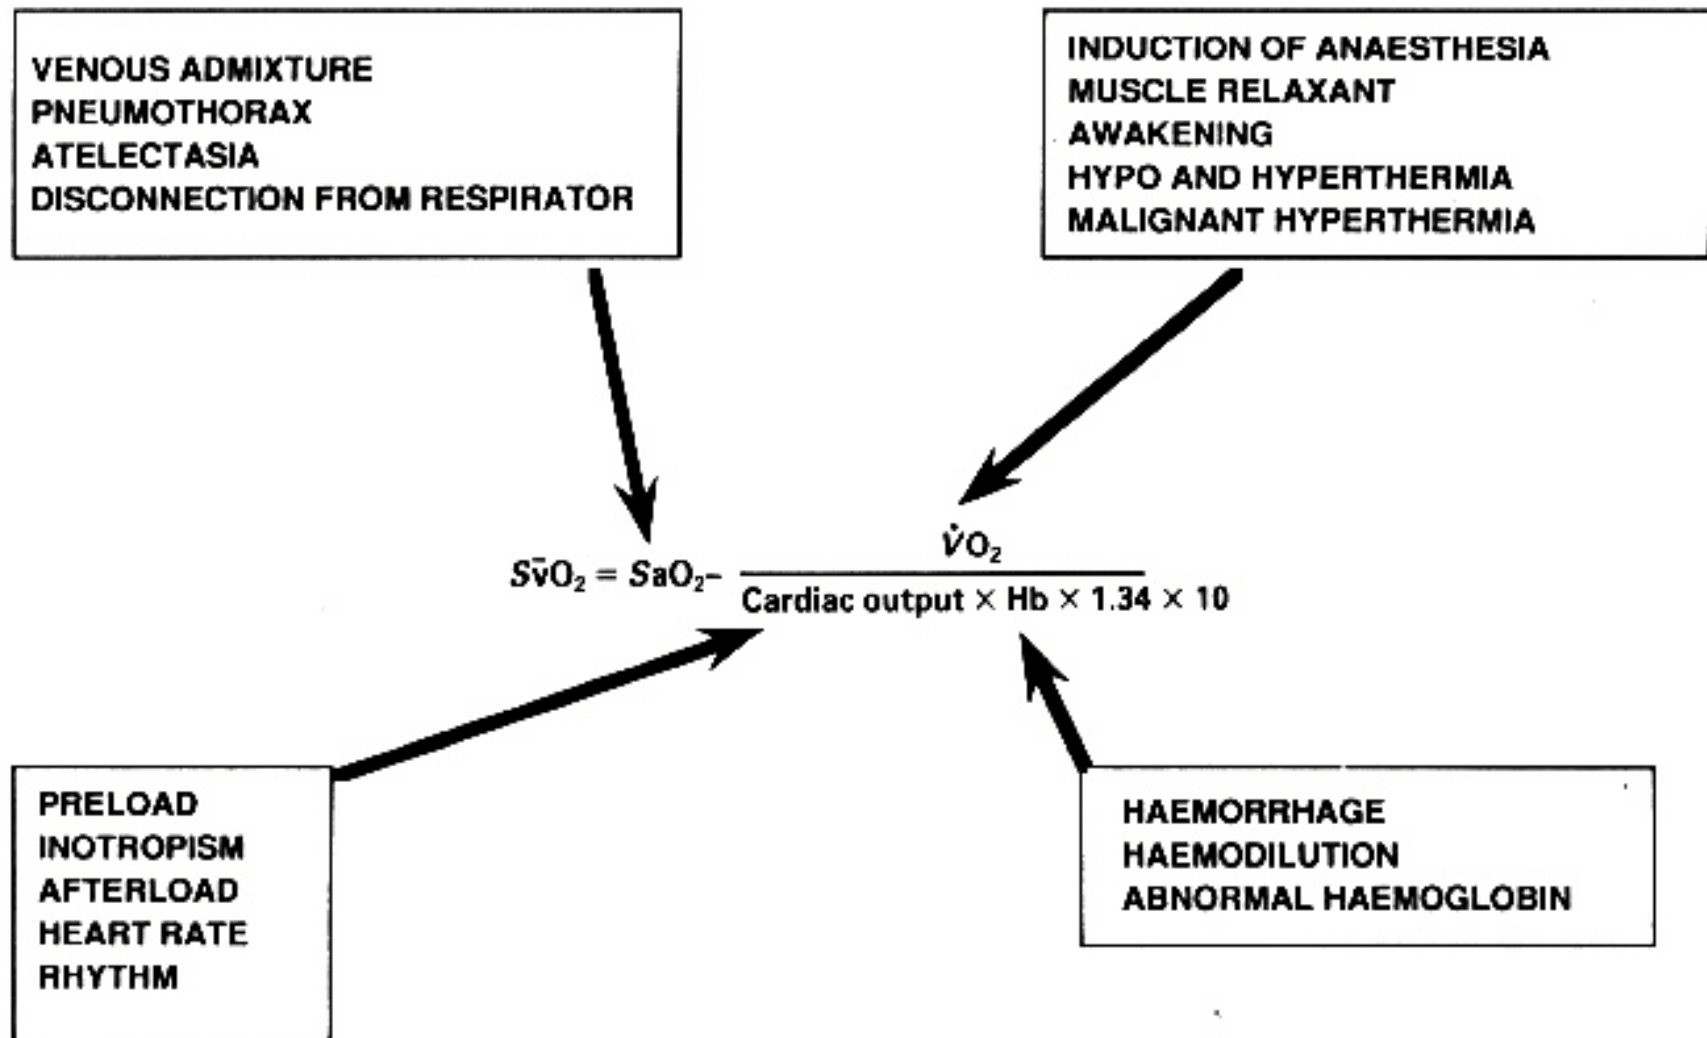 VENOUS ADMIXTURE
PNEUMOTHORAX
ATELECTASIA
DISCONNECTION FROM RESPIRATOR
INDUCTION OF ANAESTHESIA
MUSCLE RELAXANT
AWAKENING
HYPO AND HYPERTHERMIA
MALIGNANT HYPERTHERMIA
V̇O₂
Sv̄O₂ = SaO₂–
Cardiac output × Hb × 1.34 × 10
PRELOAD
INOTROPISM
AFTERLOAD
HEART RATE
RHYTHM
HAEMORRHAGE
HAEMODILUTION
ABNORMAL HAEMOGLOBIN